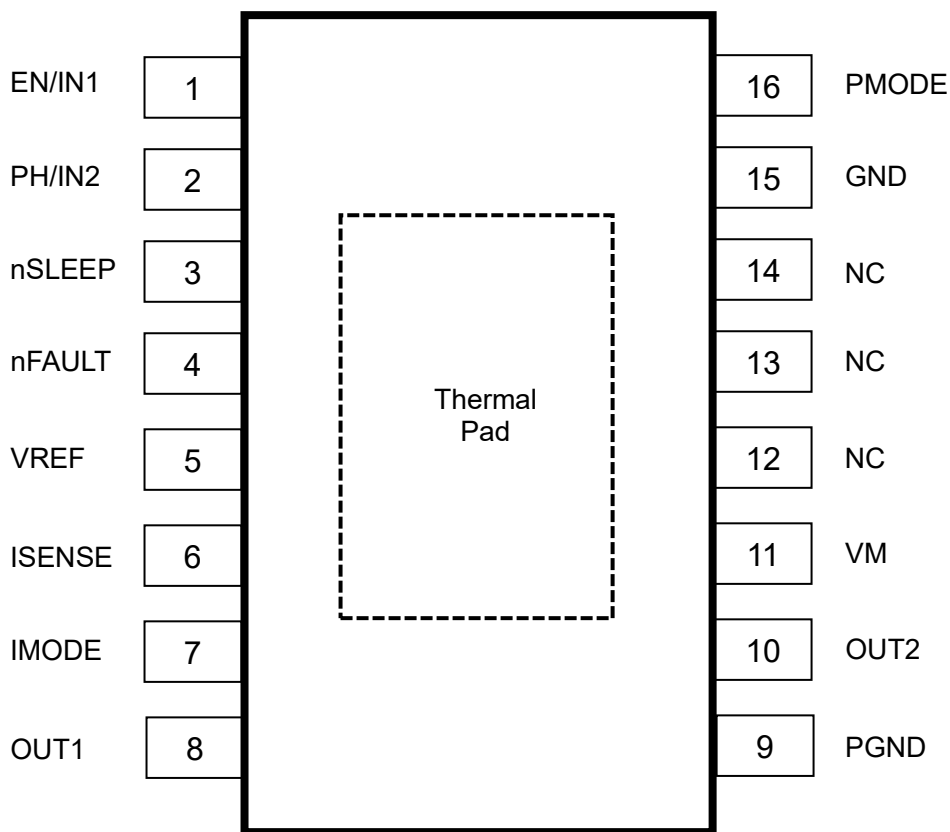 EN/IN1 1
PH/IN2 2
nSLEEP 3
nFAULT 4
VREF 5
ISENSE 6
IMODE 7
OUT1 8
Thermal
Pad
16 PMODE
15 GND
14 NC
13 NC
12 NC
11 VM
10 OUT2
9 PGND